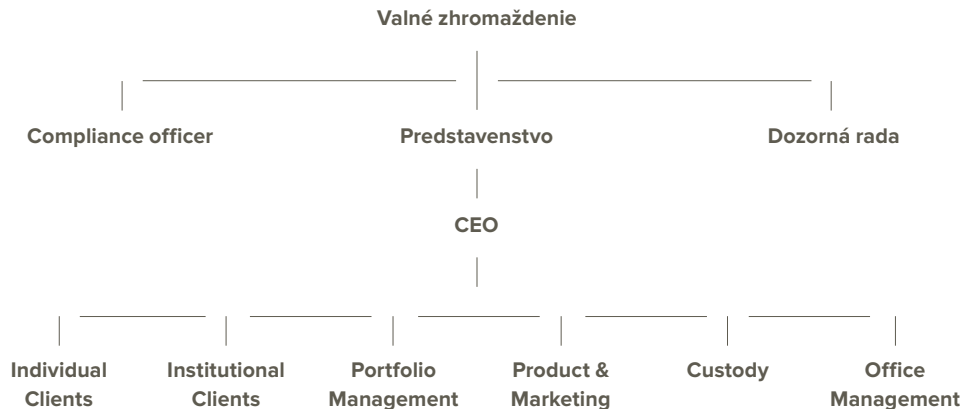 Valné zhromaždenie
Compliance officer
Predstavenstvo
Dozorná rada
CEO
Individual
Clients
Institutional
Clients
Portfolio
Management
Product &
Marketing
Custody
Office
Management